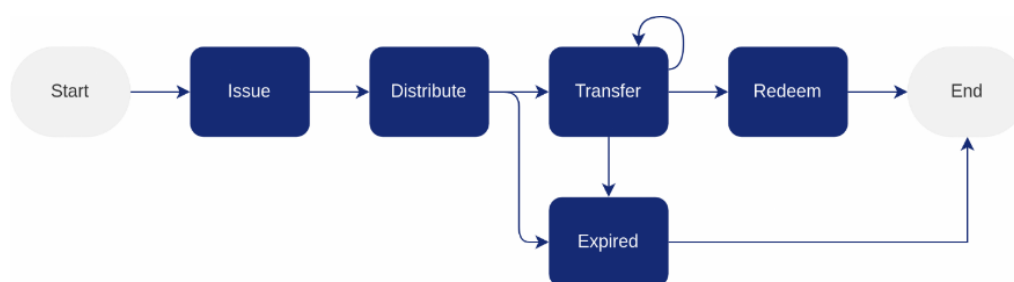 Start
Issue
Distribute
Transfer
Redeem
End
Expired